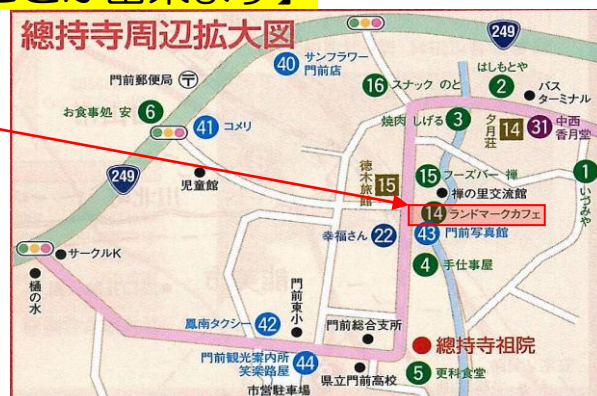 總持寺周辺拡大図
249
サンフラワー
門前店
40
門前郵便局
〒
スナック のと
16
はしもとや
2
バス
ターミナル
お食事処 安
6
41
コメリ
焼肉 しげる
3
夕月荘
14
31
中西
香月堂
249
児童館
徳木旅館
15
15
フーズバー 禅
禅の里交流館
1
いづみや
14
ランドマークカフェ
幸福さん
22
43
門前写真館
サークルK
樋の水
4
手仕事屋
鳳南タクシー
42
門前東小
門前総合支所
總持寺祖院
門前観光案内所
笑楽路屋
44
市営駐車場
県立門前高校
5
更科食堂